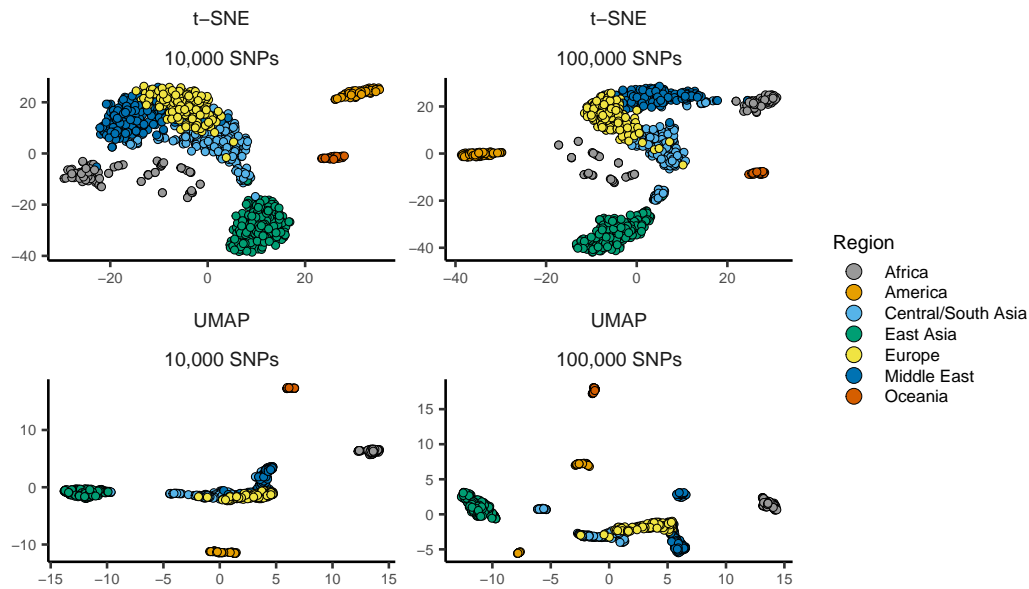 t−SNE
10,000 SNPs
20
0
−20
−40
−20
0
20
t−SNE
100,000 SNPs
20
0
−20
−40
−40
−20
0
20
UMAP
10,000 SNPs
10
0
−10
−15
−10
−5
0
5
10
15
UMAP
100,000 SNPs
15
10
5
0
−5
−10
−5
0
5
10
15
Region
Africa
America
Central/South Asia
East Asia
Europe
Middle East
Oceania